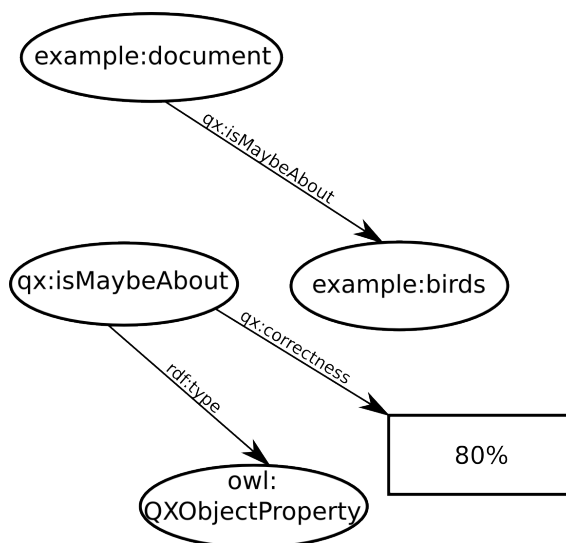 example:document
qx:isMaybeAbout
qx:isMaybeAbout
example:birds
qx:correctness
rdf:type
80%
owl:
QXObjectProperty